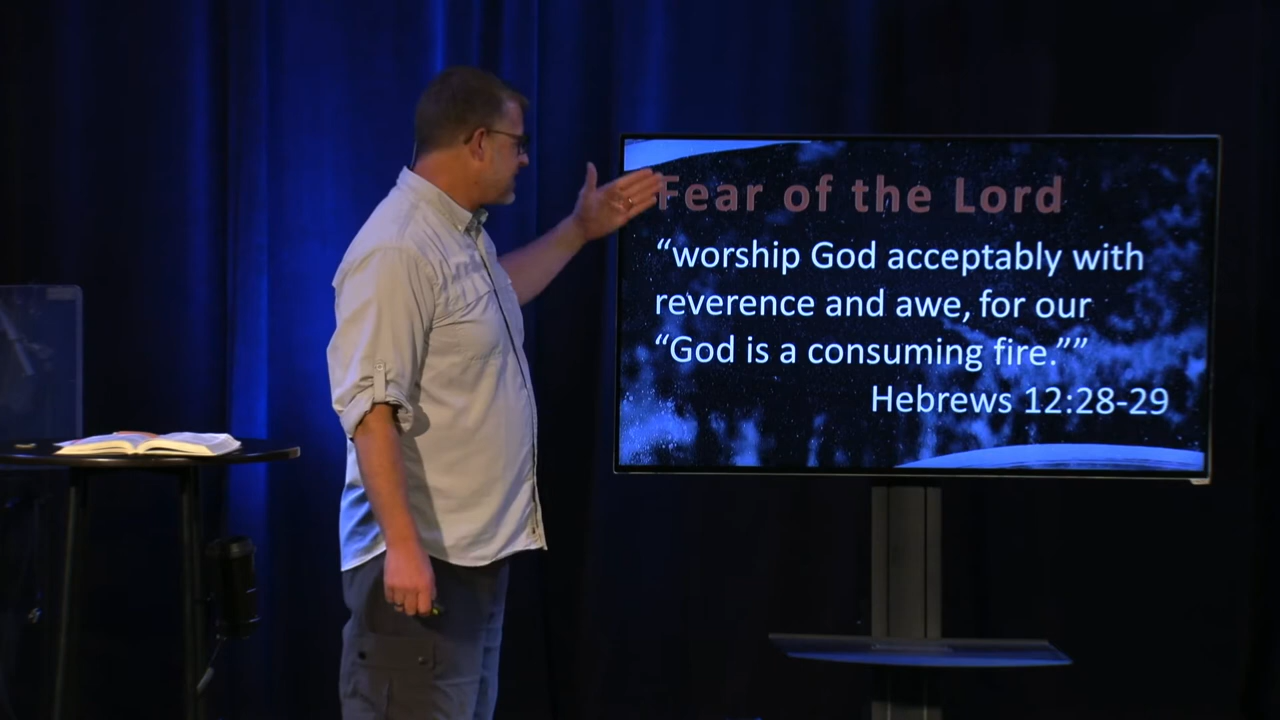 Fear of the Lord
“worship God acceptably with
reverence and awe, for our
“God is a consuming fire.””
Hebrews 12:28-29